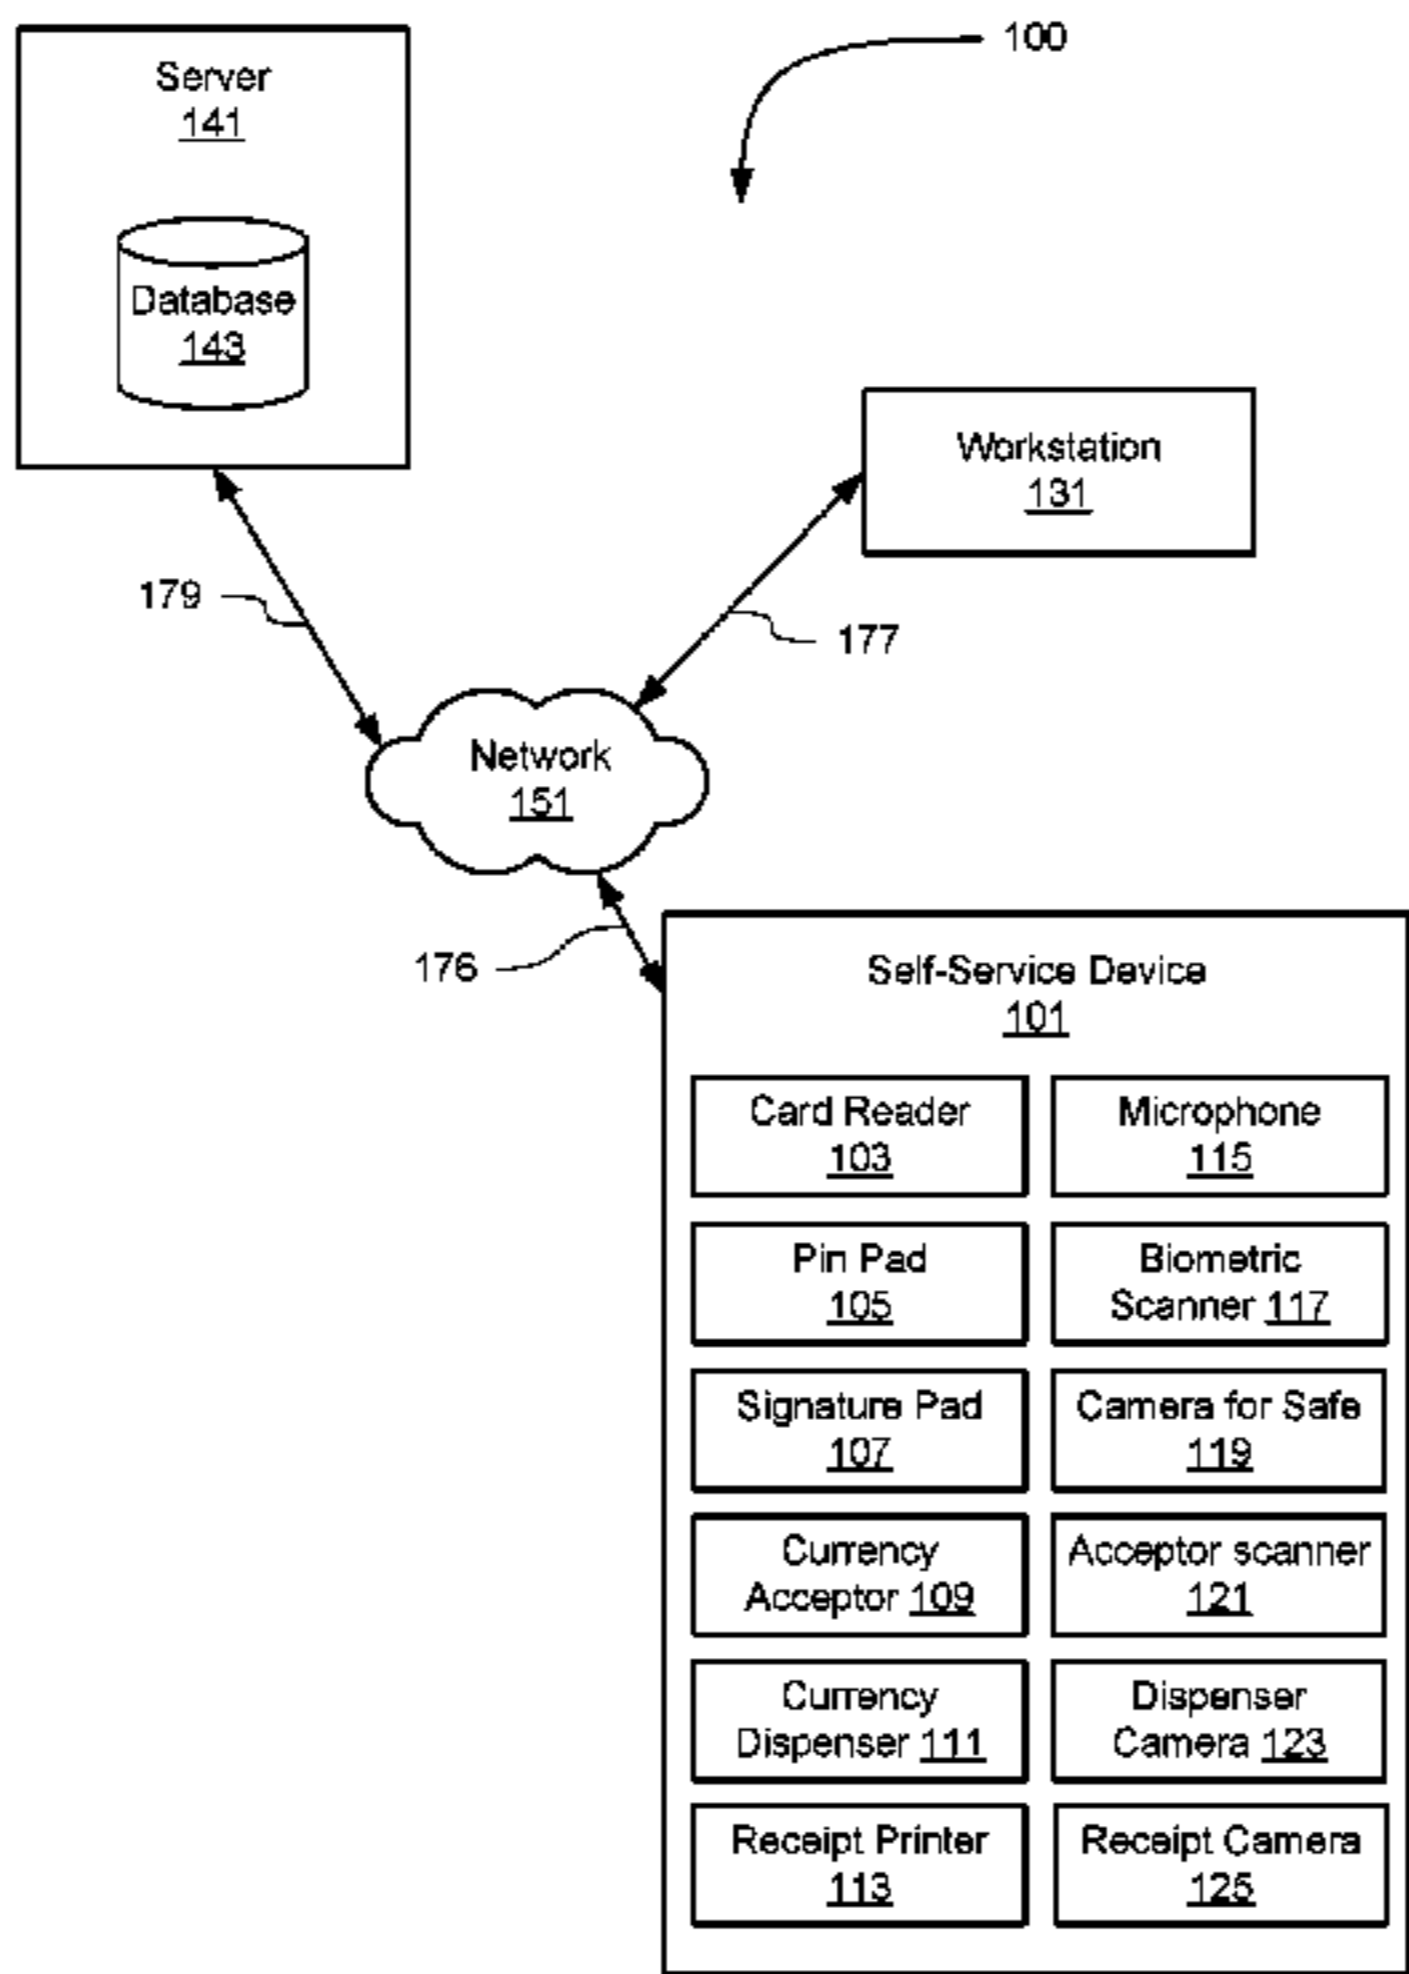 100
Server
141
Database
143
Workstation
131
179
177
Network
151
176
Self-Service Device
101
Card Reader
103
Microphone
115
Pin Pad
105
Biometric
Scanner 117
Signature Pad
107
Camera for Safe
119
Currency
Acceptor 109
Acceptor scanner
121
Currency
Dispenser 111
Dispenser
Camera 123
Receipt Printer
113
Receipt Camera
125